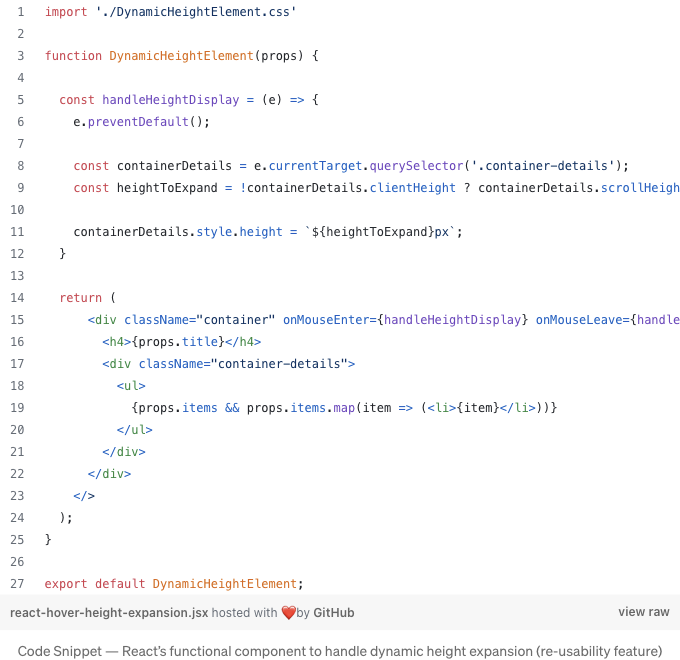 1 import './DynamicHeightElement.css'
2
3 function DynamicHeightElement(props) {
4
5 const handleHeightDisplay = (e) => {
6 e.preventDefault();
7
8 const containerDetails = e.currentTarget.querySelector('.container-details');
9 const heightToExpand = !containerDetails.clientHeight ? containerDetails.scrollHeigh
10
11 containerDetails.style.height = `${heightToExpand}px`;
12 }
13
14 return (
15 <div className="container" onMouseEnter={handleHeightDisplay} onMouseLeave={handle
16 <h4>{props.title}</h4>
17 <div className="container-details">
18 <ul>
19 {props.items && props.items.map(item => (<li>{item}</li>))}
20 </ul>
21 </div>
22 </div>
23 </>
24 );
25 }
26
27 export default DynamicHeightElement;
react-hover-height-expansion.jsx hosted with ❤️by GitHub view raw
Code Snippet — React's functional component to handle dynamic height expansion (re-usability feature)